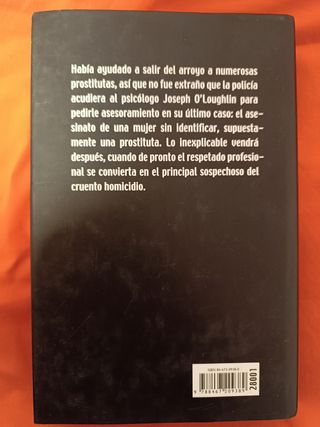 Había ayudado a salir del arroyo a numerosas
prostitutas, así que no fue extraño que la policía
acudiera al psicólogo Joseph O'Loughlin para
pedirle asesoramiento en su último caso: el ase-
sinato de una mujer sin identificar, supuesta-
mente una prostituta. Lo inexplicable vendrá
después, cuando de pronto el respetado profesio-
nal se convierta en el principal sospechoso del
cruento homicidio.
28001